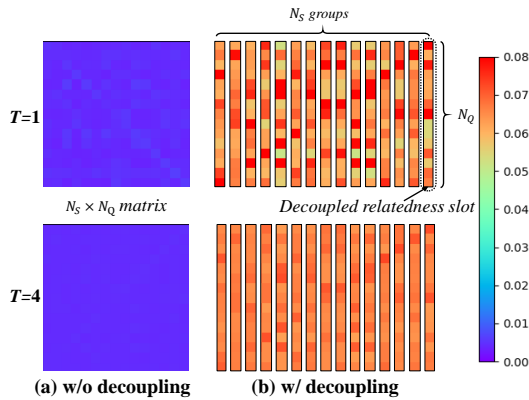 N_S groups
T=1
N_Q
N_S × N_Q matrix
Decoupled relatedness slot
T=4
0.08
0.07
0.06
0.05
0.04
0.03
0.02
0.01
0.00
(a) w/o decoupling
(b) w/ decoupling